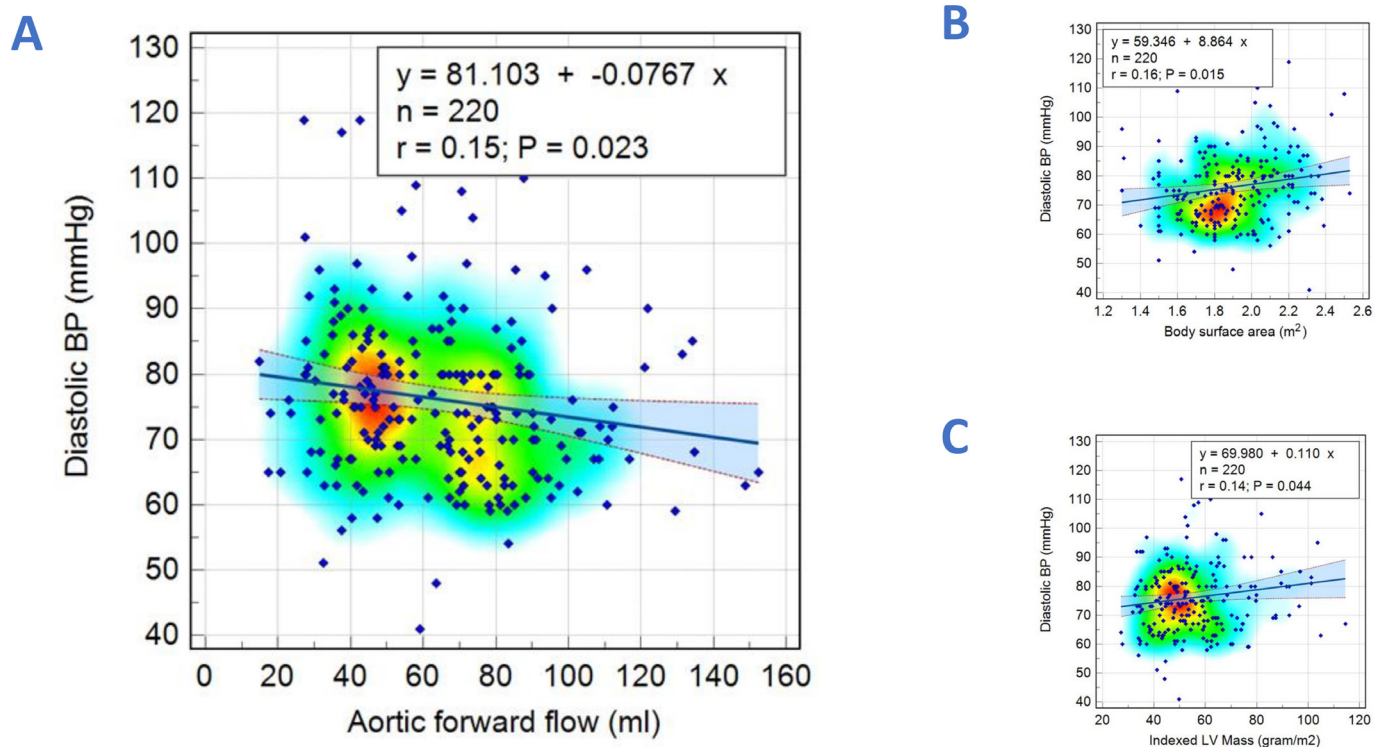 A
y = 81.103 + -0.0767 x
n = 220
r = 0.15; P = 0.023
130
120
110
100
90
80
70
60
50
40
Diastolic BP (mmHg)
0 20 40 60 80 100 120 140 160
Aortic forward flow (ml)
B
y = 59.346 + 8.864 x
n = 220
r = 0.16; P = 0.015
130
120
110
100
90
80
70
60
50
40
Diastolic BP (mmHg)
1.2 1.4 1.6 1.8 2.0 2.2 2.4 2.6
Body surface area (m²)
C
y = 69.980 + 0.110 x
n = 220
r = 0.14; P = 0.044
130
120
110
100
90
80
70
60
50
40
Diastolic BP (mmHg)
20 40 60 80 100 120
Indexed LV Mass (gram/m2)